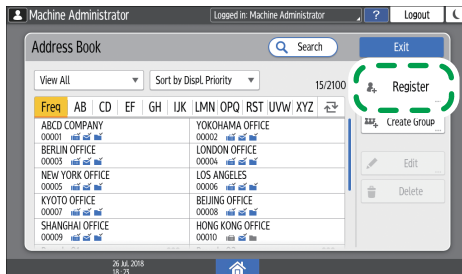 Machine Administrator
Logged in: Machine Administrator
?
Logout
Address Book
Search
Exit
View All
Sort by Displ. Priority
15/2100
Register
...
Freq AB CD EF GH IJK LMN OPQ RST UVW XYZ
Create Group
...
ABCD COMPANY
00001
YOKOHAMA OFFICE
00002
BERLIN OFFICE
00003
LONDON OFFICE
00004
Edit
...
NEW YORK OFFICE
00005
LOS ANGELES
00006
Delete
KYOTO OFFICE
00007
BEIJING OFFICE
00008
SHANGHAI OFFICE
00009
HONG KONG OFFICE
00010
26 Jul. 2018
18:23